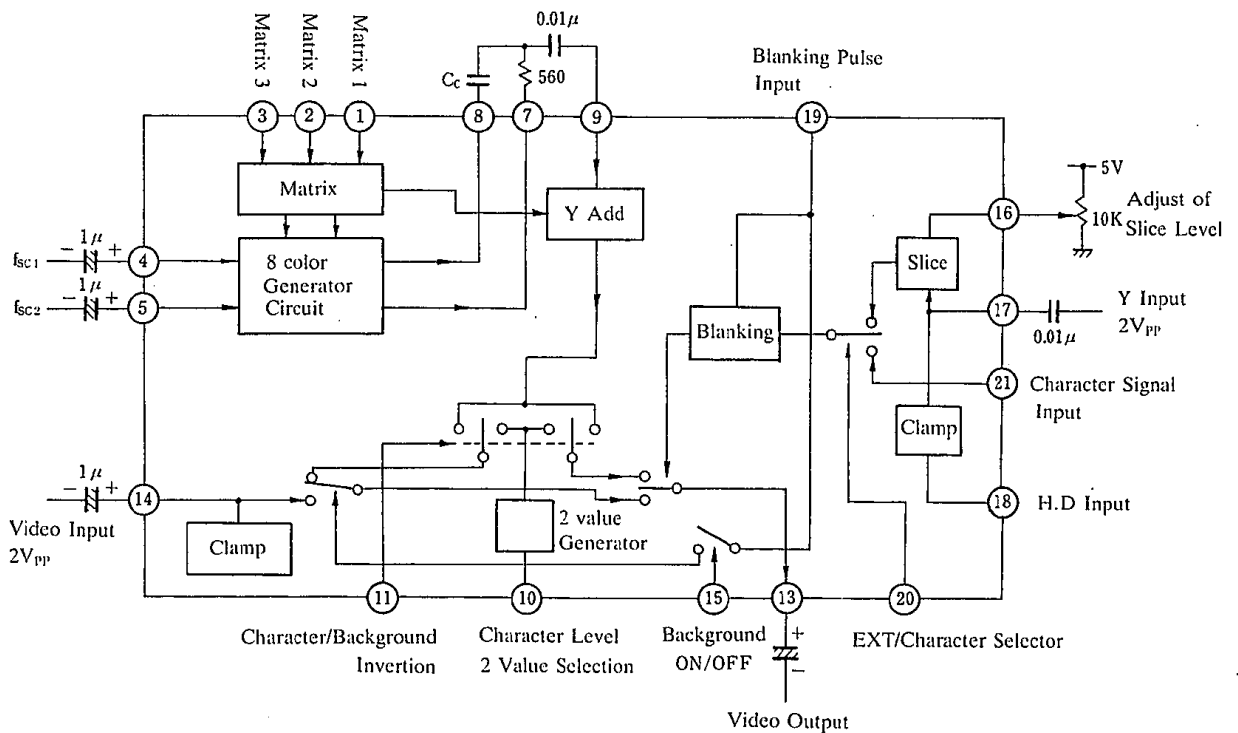 Matrix 3
Matrix 2
Matrix 1
0.01μ
Cc
560
Blanking Pulse
Input
3
2
1
8
7
9
19
Matrix
Y Add
5V
16
10K
Adjust of
Slice Level
fSC1
− 1μ +
4
8 color
Generator
Circuit
Slice
fSC2
− 1μ +
5
17
0.01μ
Y Input
2VPP
Blanking
21
Character Signal
Input
Clamp
− 1μ +
14
Video Input
2VPP
Clamp
2 value
Generator
18
H.D Input
11
10
15
13
20
Character/Background
Invertion
Character Level
2 Value Selection
Background
ON/OFF
+
−
EXT/Character Selector
Video Output